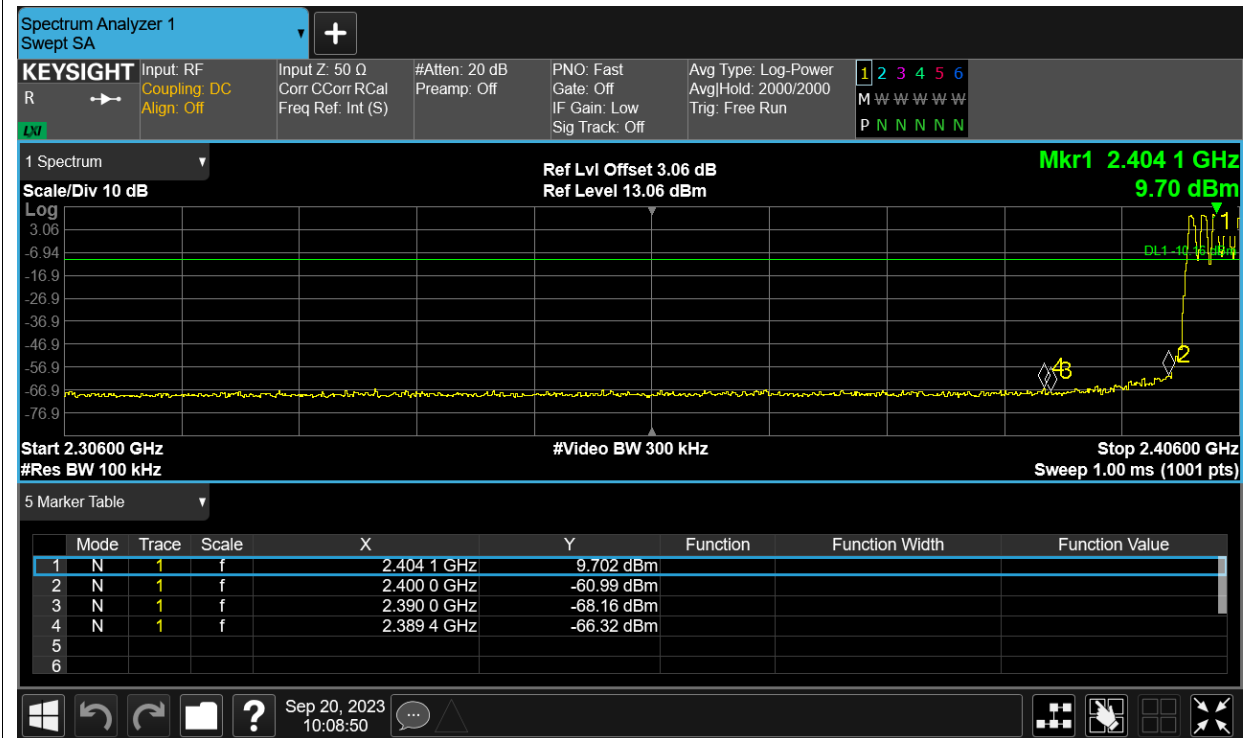 Spectrum Analyzer 1
Swept SA
KEYSIGHT
R
LXI
Input: RF
Coupling: DC
Align: Off
Input Z: 50 Ω
Corr CCorr RCal
Freq Ref: Int (S)
#Atten: 20 dB
Preamp: Off
PNO: Fast
Gate: Off
IF Gain: Low
Sig Track: Off
Avg Type: Log-Power
Avg|Hold: 2000/2000
Trig: Free Run
1 2 3 4 5 6
M W W W W W
P N N N N N
1 Spectrum
Scale/Div 10 dB
Ref Lvl Offset 3.06 dB
Ref Level 13.06 dBm
Mkr1 2.404 1 GHz
9.70 dBm
Log
3.06
-6.94
-16.9
-26.9
-36.9
-46.9
-56.9
-66.9
-76.9
1
DL1 -10.16 dBm
2
4 3
Start 2.30600 GHz
#Video BW 300 kHz
Stop 2.40600 GHz
#Res BW 100 kHz
Sweep 1.00 ms (1001 pts)
5 Marker Table
Mode Trace Scale X Y Function Function Width Function Value
1 N 1 f 2.404 1 GHz 9.702 dBm
2 N 1 f 2.400 0 GHz -60.99 dBm
3 N 1 f 2.390 0 GHz -68.16 dBm
4 N 1 f 2.389 4 GHz -66.32 dBm
5
6
?
Sep 20, 2023
10:08:50